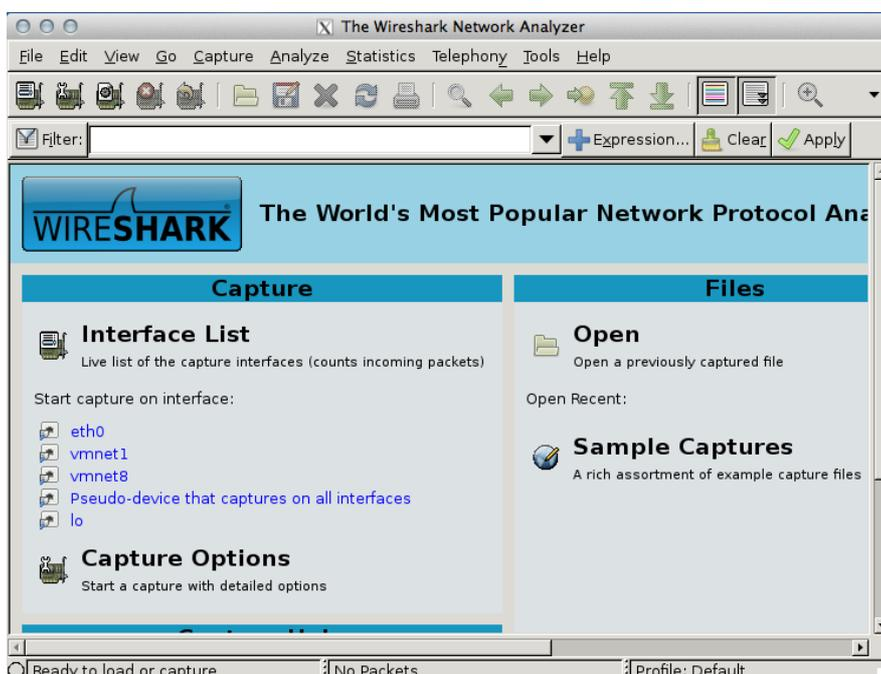 The Wireshark Network Analyzer
File Edit View Go Capture Analyze Statistics Telephony Tools Help
Filter: Expression... Clear Apply
WIRESHARK®
The World's Most Popular Network Protocol Ana
Capture
Interface List
Live list of the capture interfaces (counts incoming packets)
Start capture on interface:
eth0
vmnet1
vmnet8
Pseudo-device that captures on all interfaces
lo
Capture Options
Start a capture with detailed options
Files
Open
Open a previously captured file
Open Recent:
Sample Captures
A rich assortment of example capture files
Ready to load or capture
No Packets
Profile: Default